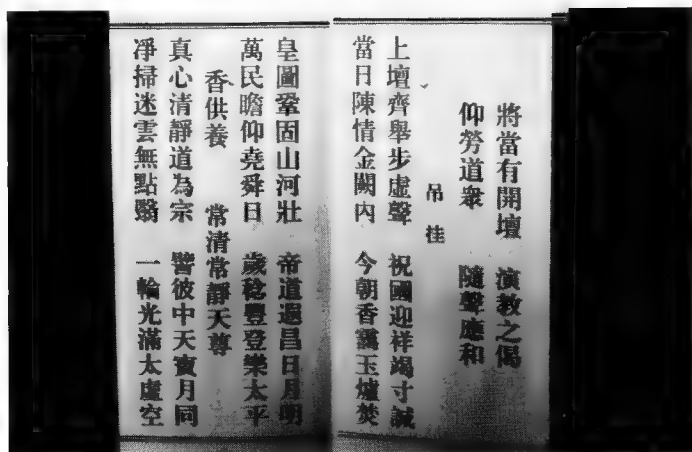 將當有開壇　演教之偈
仰勞道衆　隨聲應和
吊　挂
上壇齊舉步虛聲　祝國迎祥竭寸誠
當日陳情金闕內　今朝香靄玉爐焚
皇圖鞏固山河壯　帝道遐昌日月明
萬民瞻仰堯舜日　歲稔豐登樂太平
香供養　常清常靜天尊
真心清靜道為宗　譬彼中天寶月同
凈掃迷雲無點翳　一輪光滿太虛空